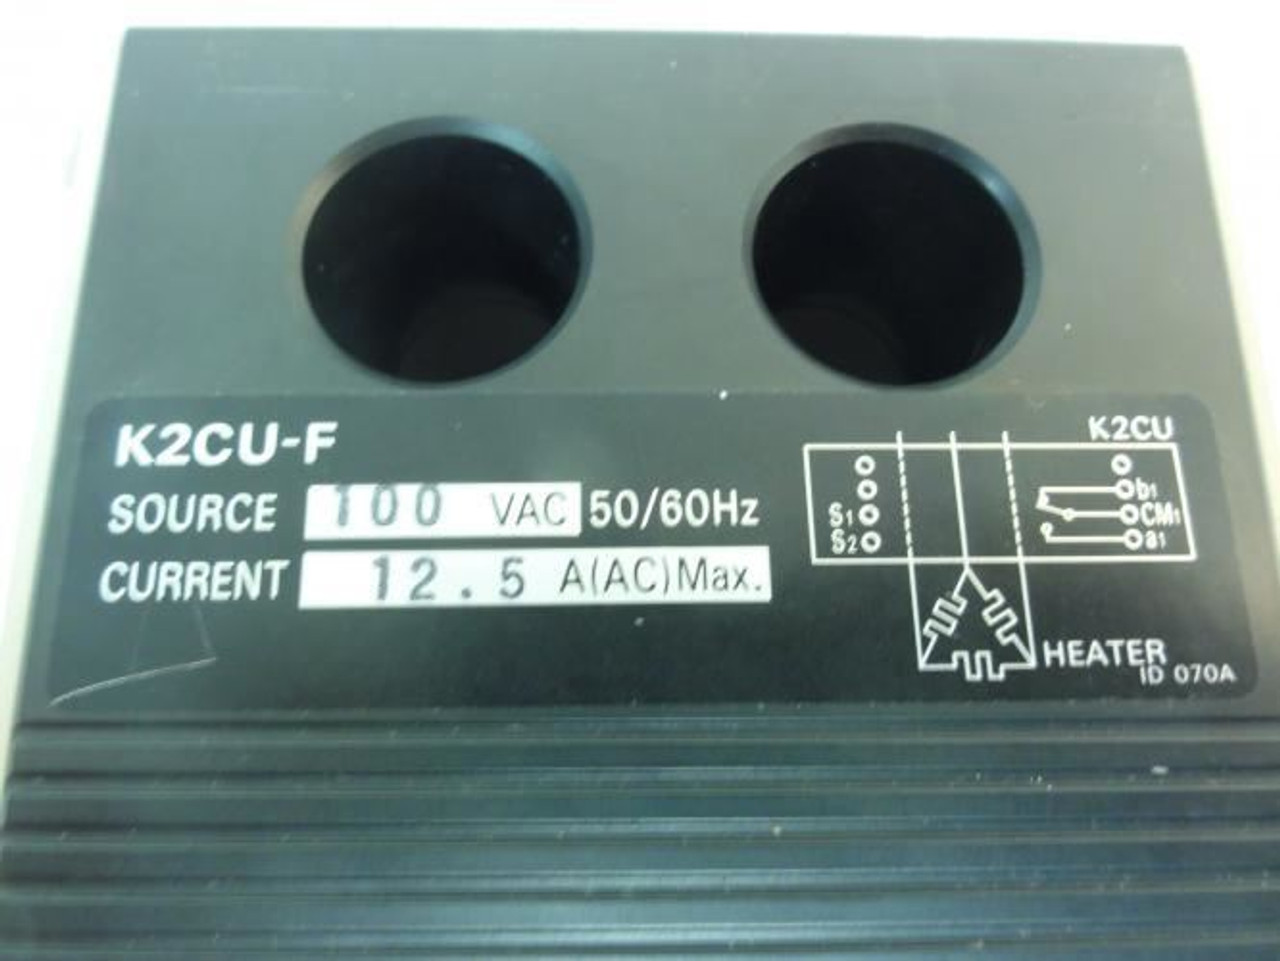 K2CU-F
SOURCE 100 VAC 50/60Hz
CURRENT 12.5 A(AC)Max.
K2CU
b1
S1 CM1
S2 a1
HEATER
ID 070A